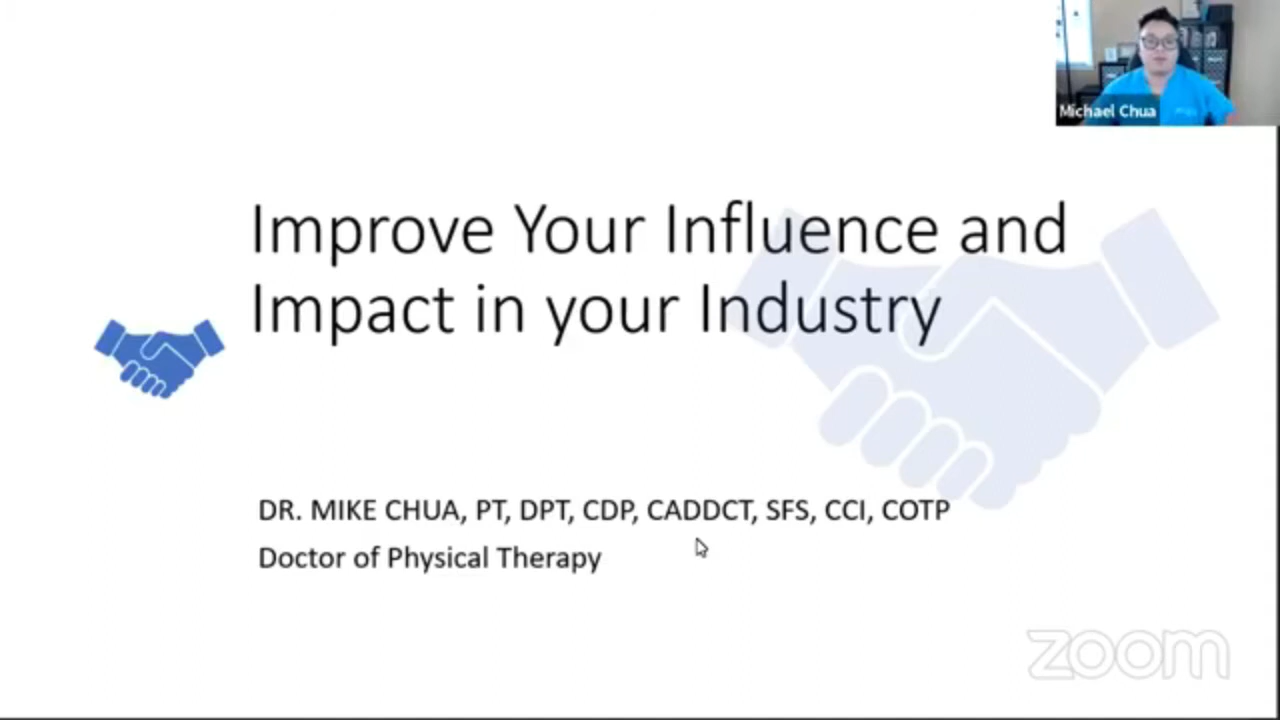 Michael Chua
Improve Your Influence and
Impact in your Industry
DR. MIKE CHUA, PT, DPT, CDP, CADDCT, SFS, CCI, COTP
Doctor of Physical Therapy
zoom